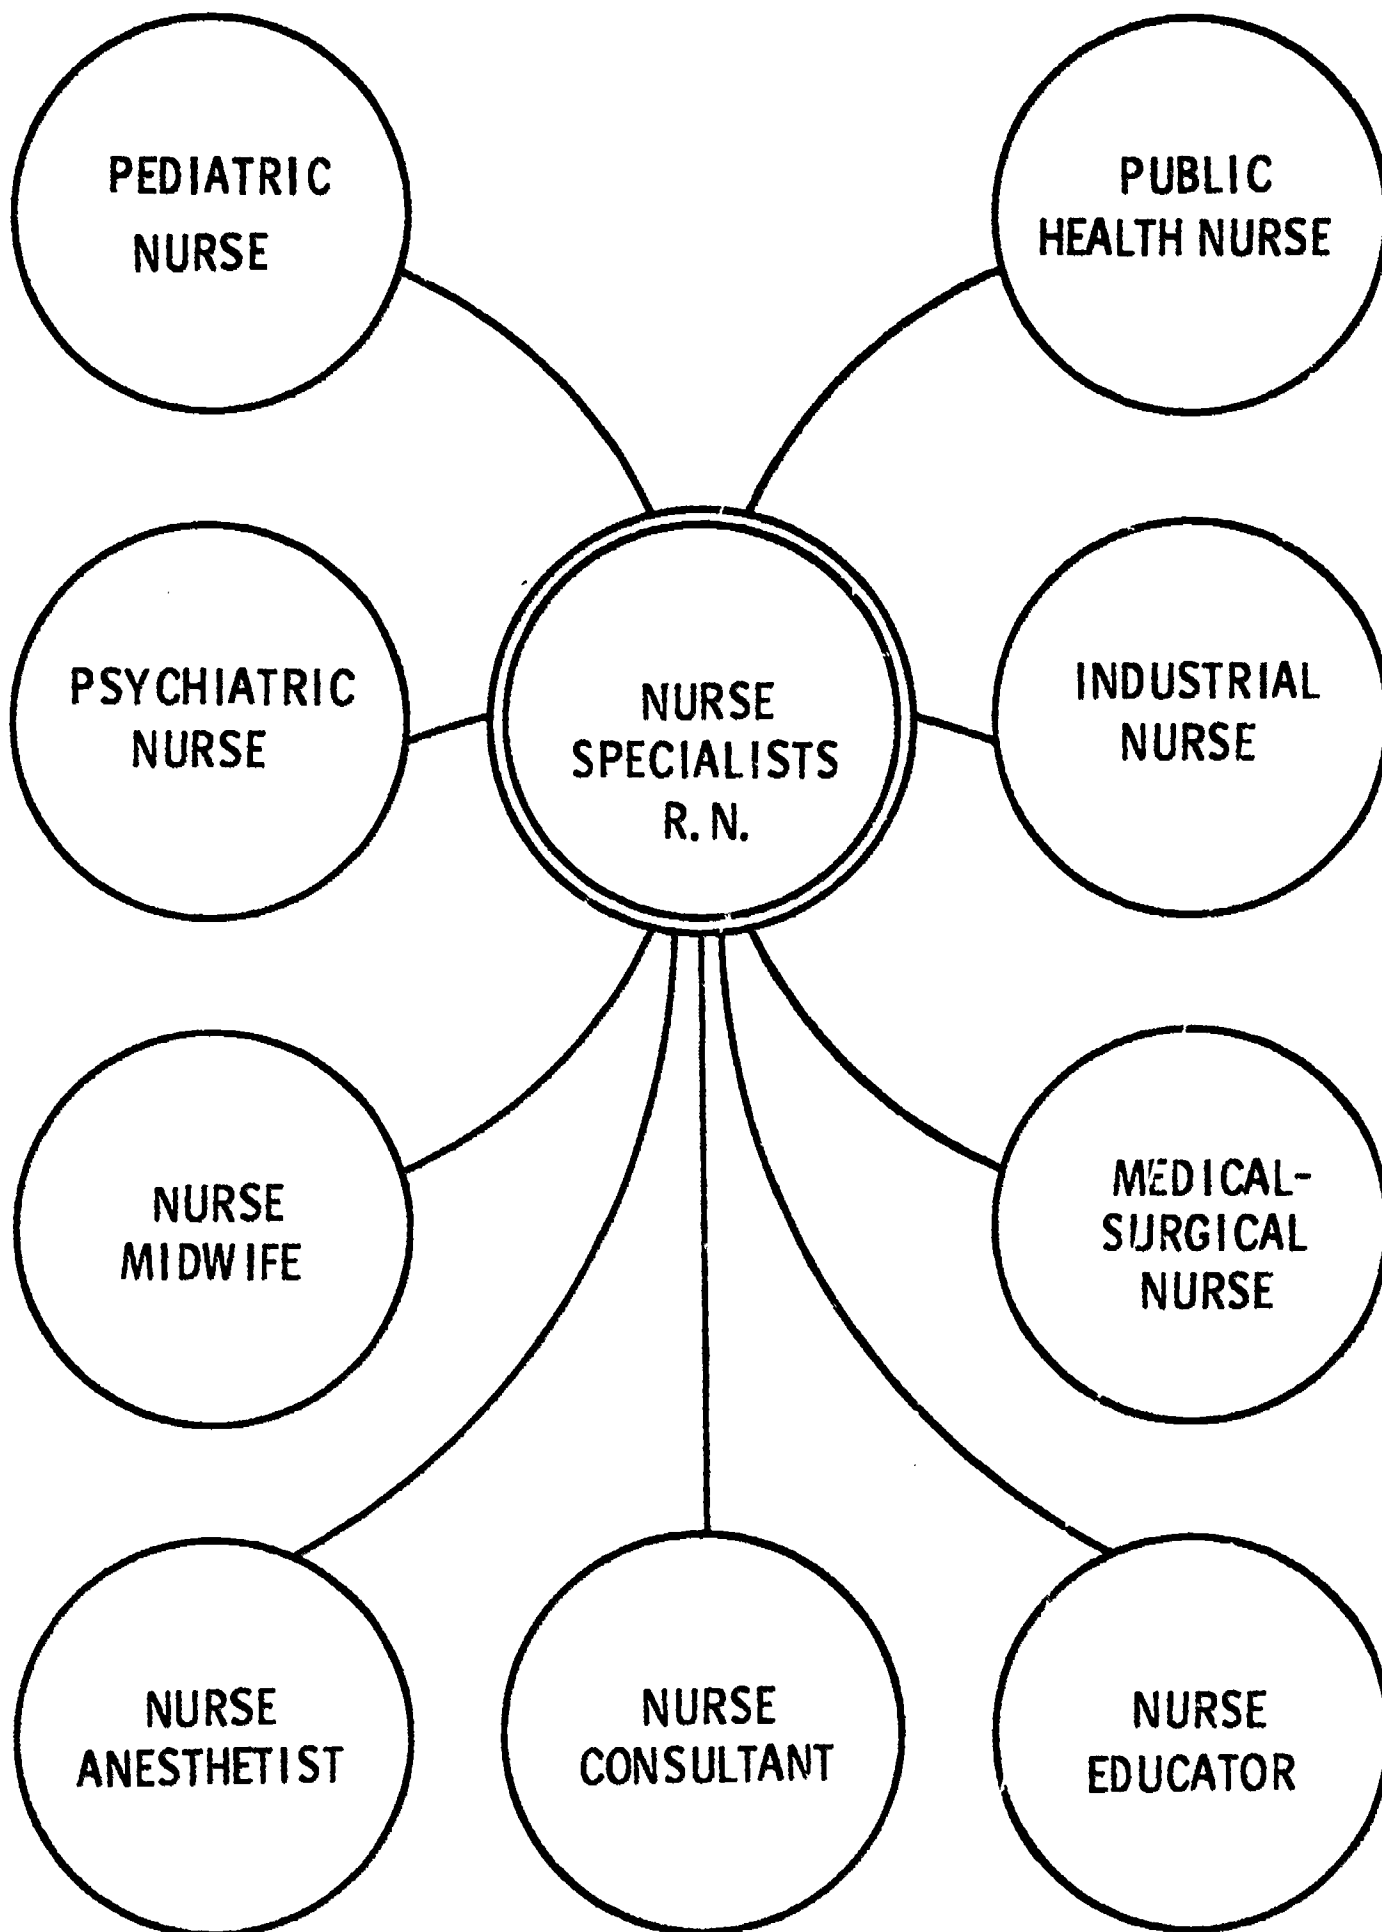 PEDIATRIC
NURSE
PUBLIC
HEALTH NURSE
PSYCHIATRIC
NURSE
NURSE
SPECIALISTS
R. N.
INDUSTRIAL
NURSE
NURSE
MIDWIFE
MEDICAL-
SURGICAL
NURSE
NURSE
ANESTHETIST
NURSE
CONSULTANT
NURSE
EDUCATOR